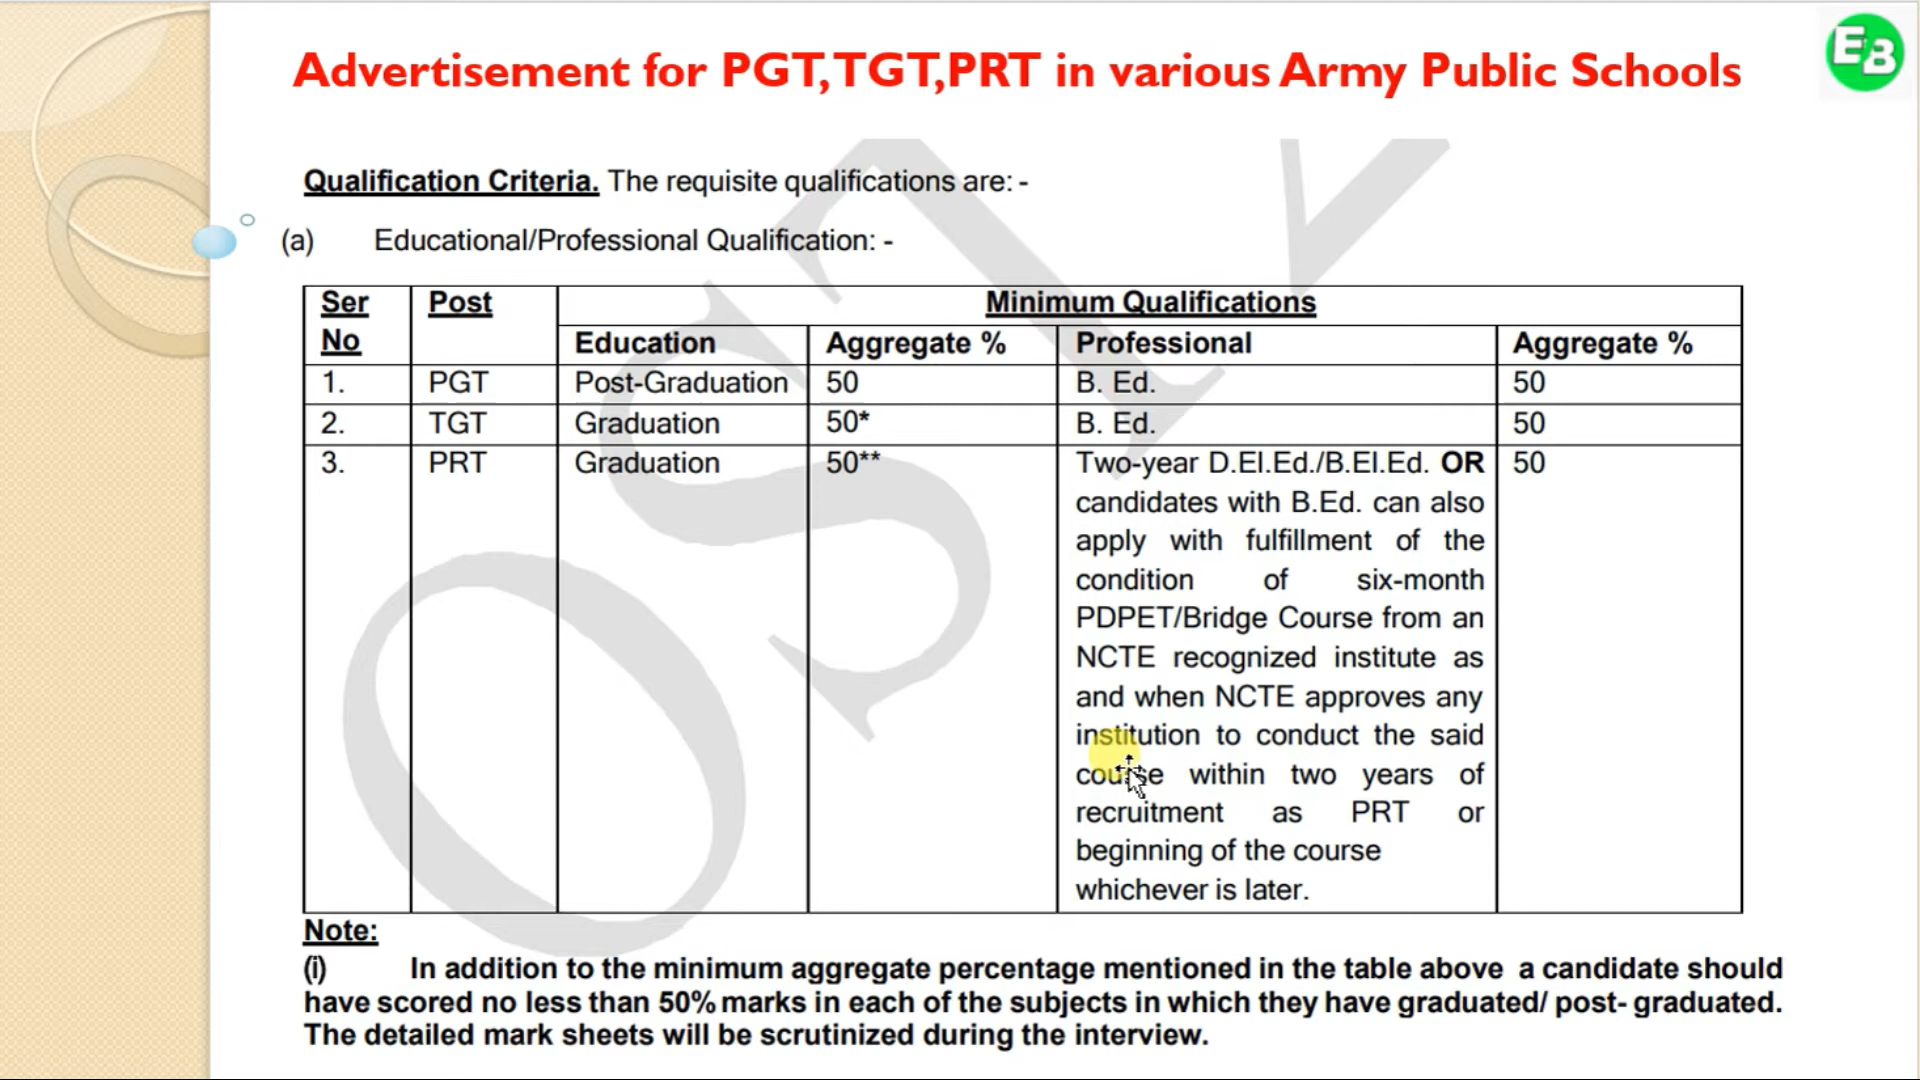 EB
Advertisement for PGT,TGT,PRT in various Army Public Schools
Qualification Criteria. The requisite qualifications are: -
(a) Educational/Professional Qualification: -
Ser No Post Minimum Qualifications
Education Aggregate % Professional Aggregate %
1. PGT Post-Graduation 50 B. Ed. 50
2. TGT Graduation 50* B. Ed. 50
3. PRT Graduation 50** Two-year D.El.Ed./B.El.Ed. OR 50
candidates with B.Ed. can also
apply with fulfillment of the
condition of six-month
PDPET/Bridge Course from an
NCTE recognized institute as
and when NCTE approves any
institution to conduct the said
course within two years of
recruitment as PRT or
beginning of the course
whichever is later.
Note:
(i) In addition to the minimum aggregate percentage mentioned in the table above a candidate should
have scored no less than 50% marks in each of the subjects in which they have graduated/ post- graduated.
The detailed mark sheets will be scrutinized during the interview.